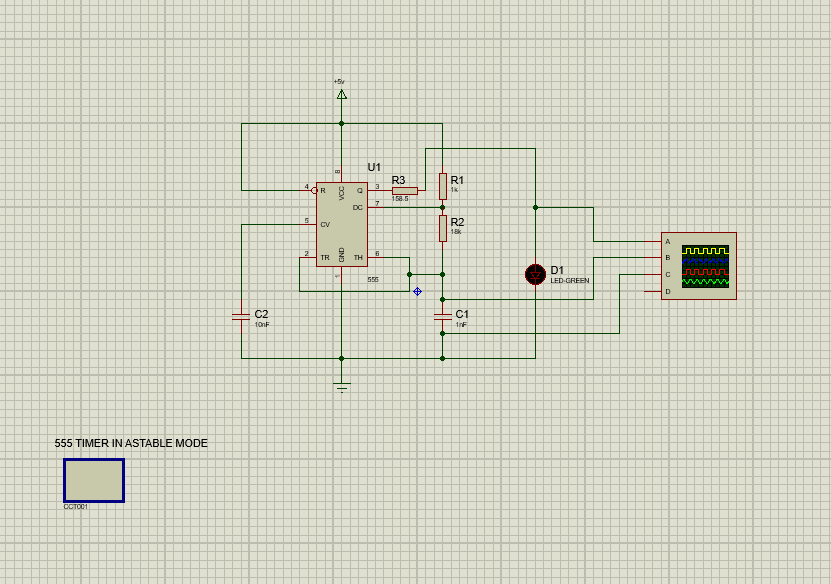 +5v
U1
8
4
R
VCC
Q
3
R3
158.5
R1
1k
DC
7
5
CV
R2
18k
2
TR
GND
TH
6
1
555
D1
LED-GREEN
A
B
C
D
C2
10nF
C1
1nF
555 TIMER IN ASTABLE MODE
CCT001